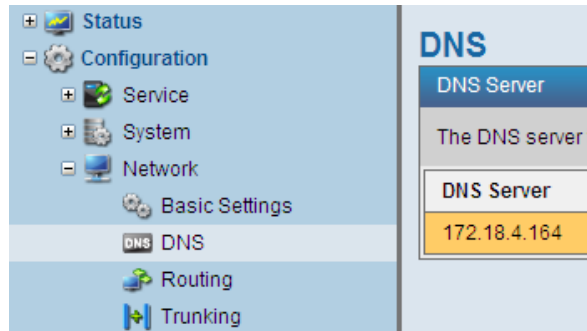 Status
Configuration
Service
System
Network
Basic Settings
DNS DNS
Routing
Trunking
DNS
DNS Server
The DNS server
DNS Server
172.18.4.164